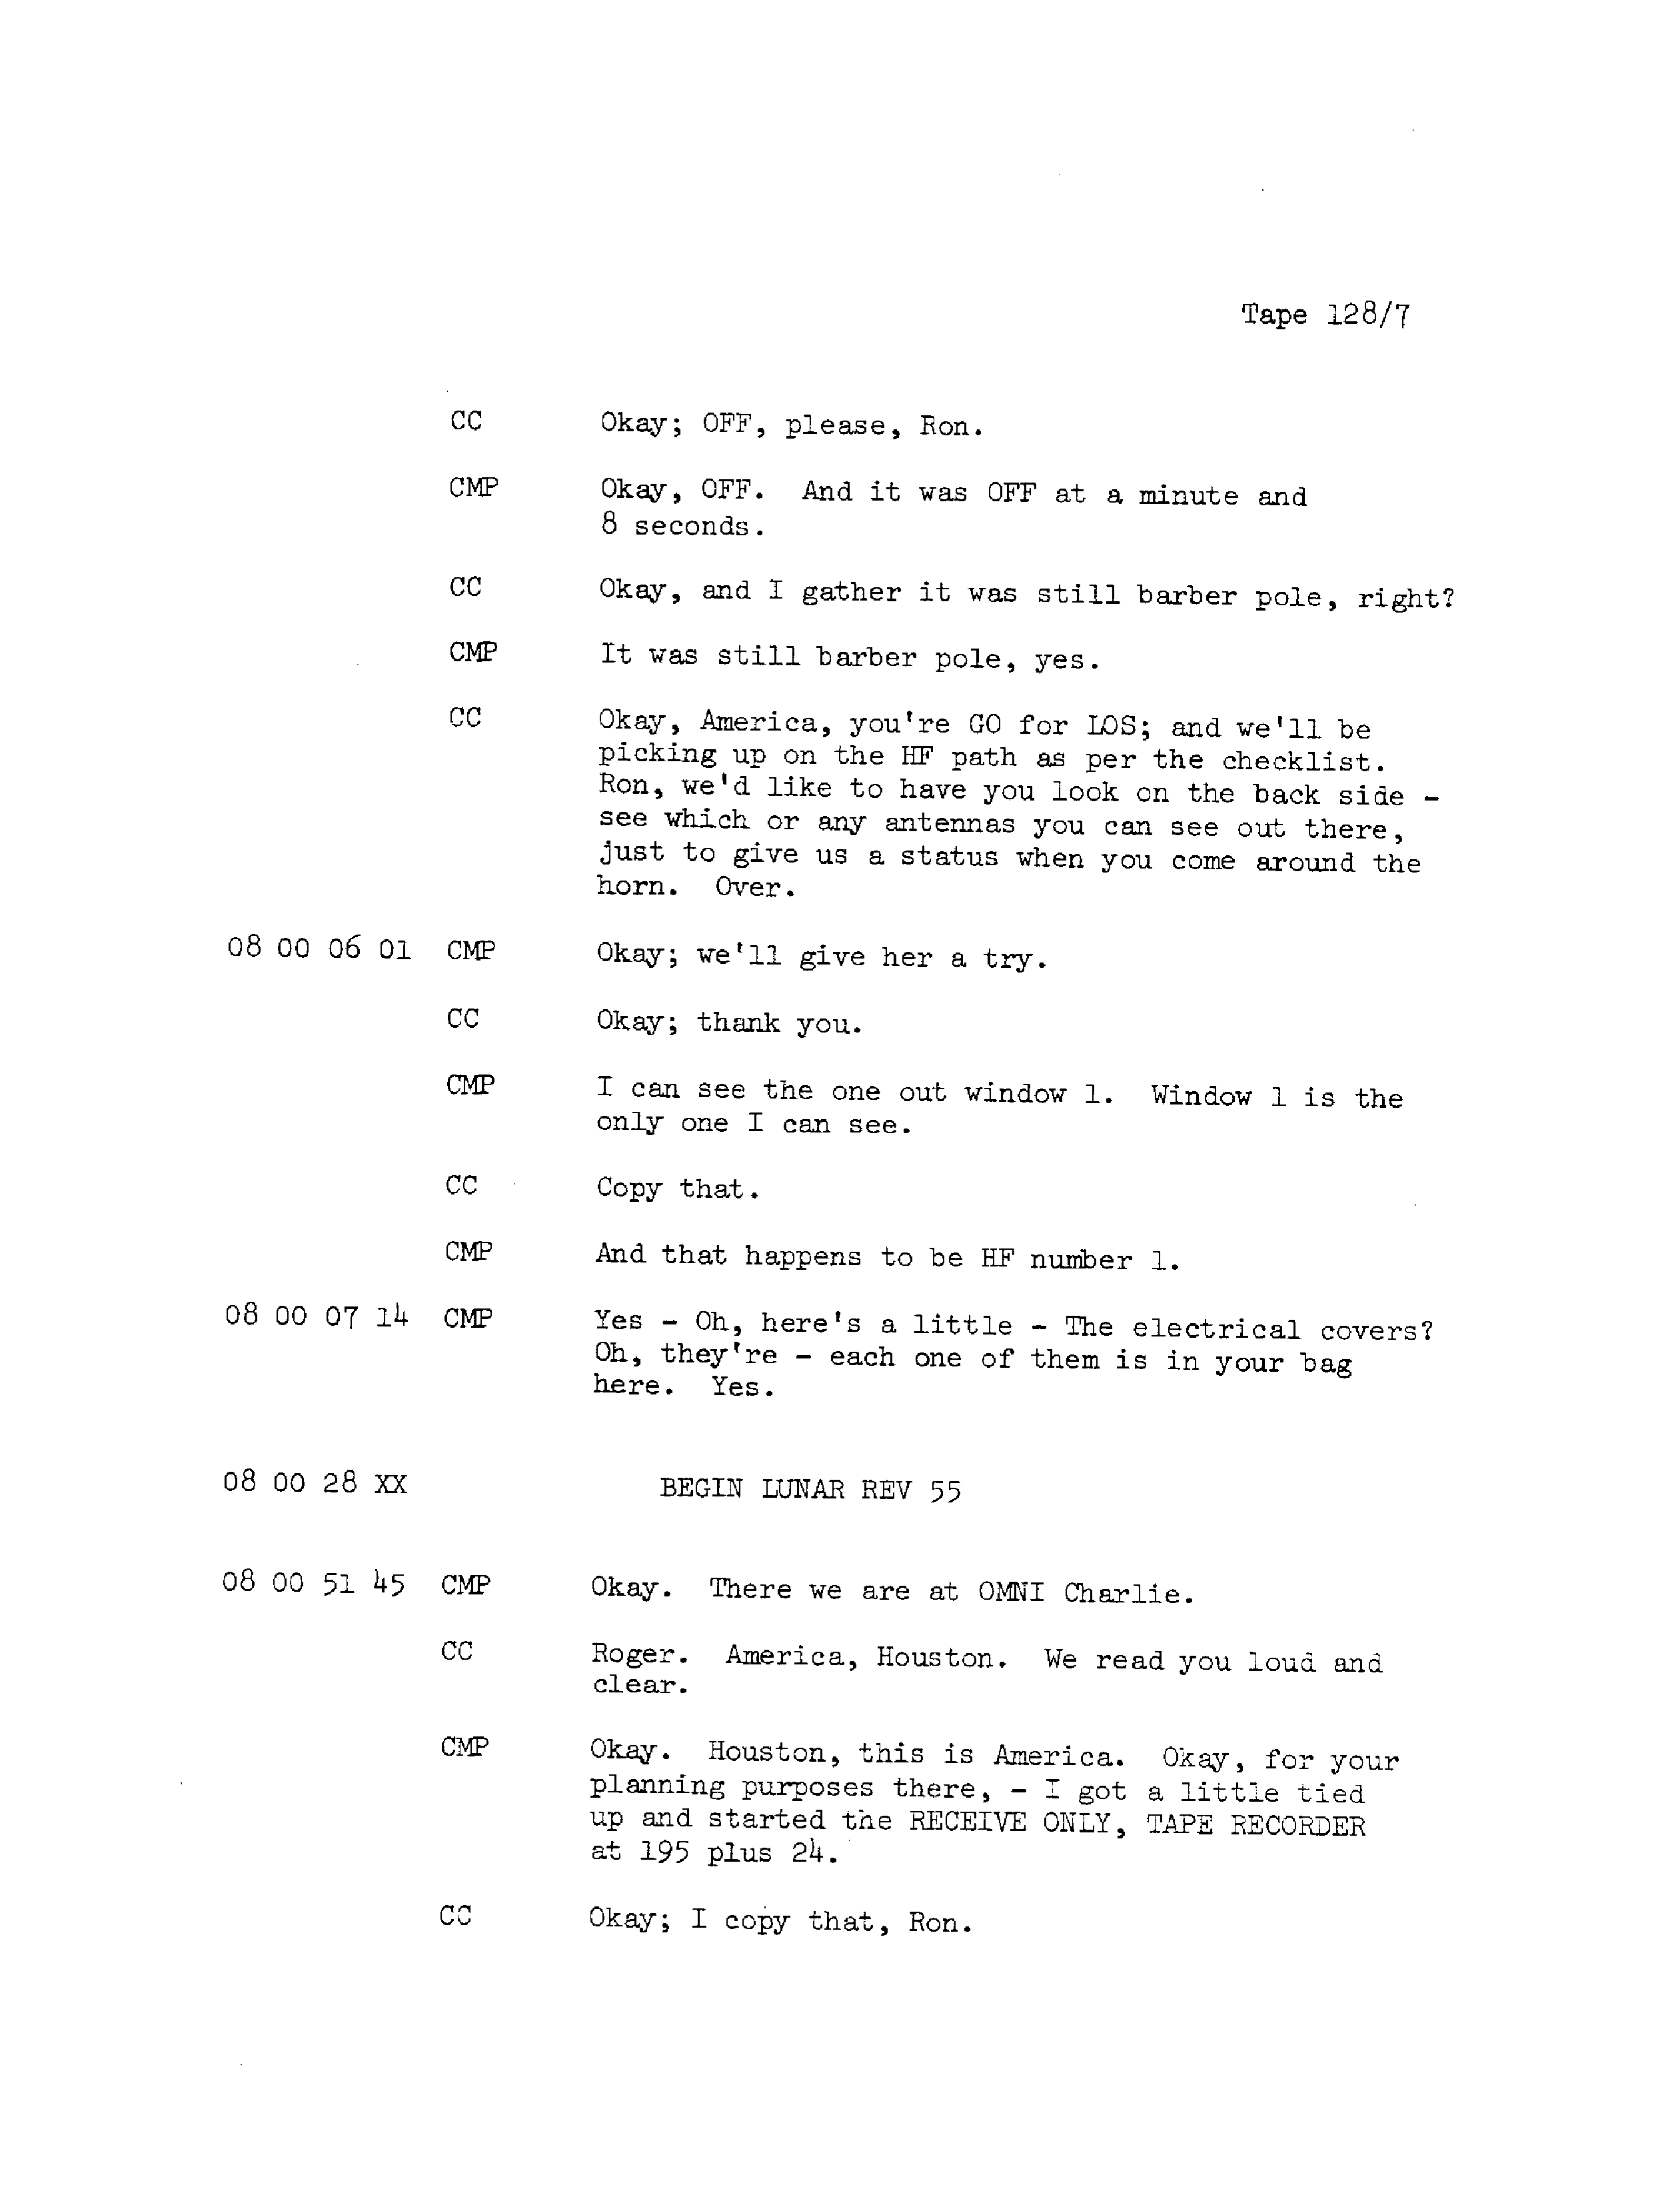 Tape 128/7
CC Okay; OFF, please, Ron.
CMP Okay, OFF. And it was OFF at a minute and
8 seconds.
CC Okay, and I gather it was still barber pole, right?
CMP It was still barber pole, yes.
CC Okay, America, you're GO for LOS; and we'll be
picking up on the HF path as per the checklist.
Ron, we'd like to have you look on the back side -
see which or any antennas you can see out there,
just to give us a status when you come around the
horn. Over.
08 00 06 01 CMP Okay; we'll give her a try.
CC Okay; thank you.
CMP I can see the one out window 1. Window 1 is the
only one I can see.
CC Copy that.
CMP And that happens to be HF number 1.
08 00 07 14 CMP Yes - Oh, here's a little - The electrical covers?
Oh, they're - each one of them is in your bag
here. Yes.
08 00 28 XX BEGIN LUNAR REV 55
08 00 51 45 CMP Okay. There we are at OMNI Charlie.
CC Roger. America, Houston. We read you loud and
clear.
CMP Okay. Houston, this is America. Okay, for your
planning purposes there, - I got a little tied
up and started the RECEIVE ONLY, TAPE RECORDER
at 195 plus 24.
CC Okay; I copy that, Ron.